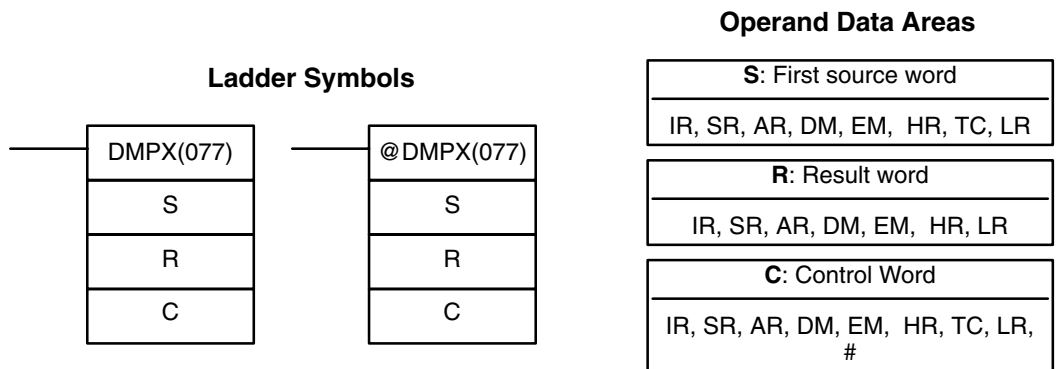 Ladder Symbols
DMPX(077)
S
R
C
@DMPX(077)
S
R
C
Operand Data Areas
S: First source word
IR, SR, AR, DM, EM, HR, TC, LR
R: Result word
IR, SR, AR, DM, EM, HR, LR
C: Control Word
IR, SR, AR, DM, EM, HR, TC, LR,
#